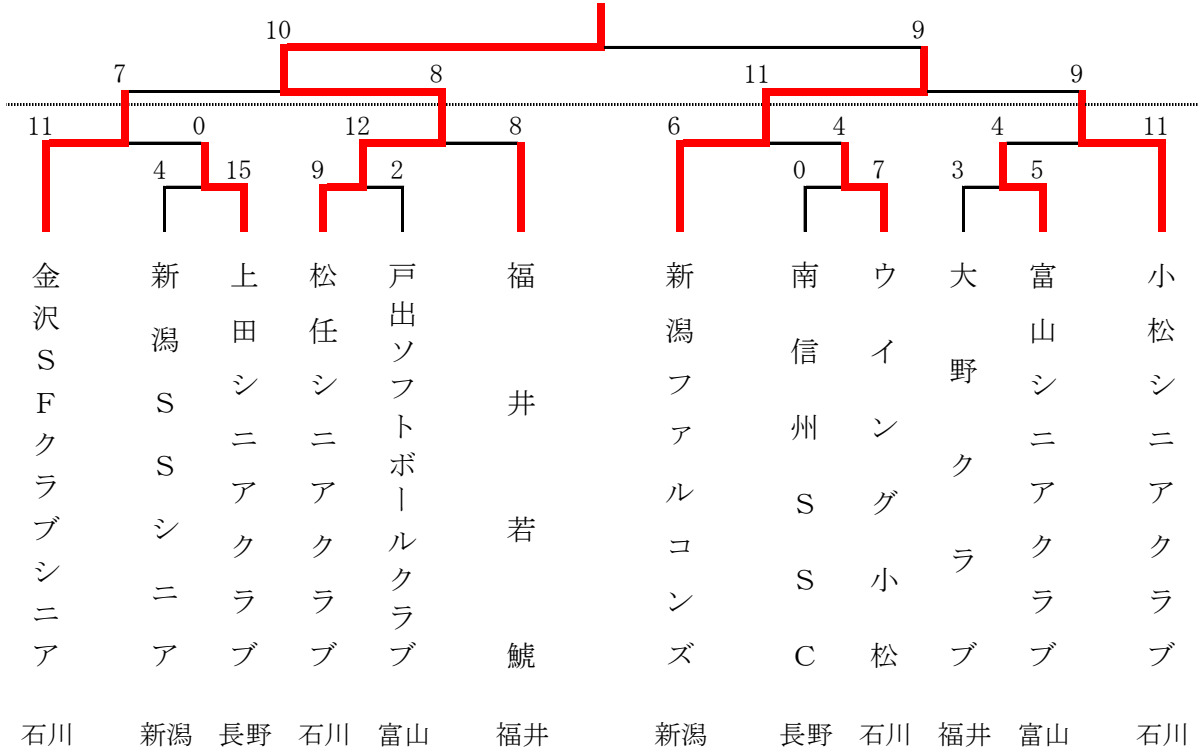 10 9
7 8 11 9
11 0 12 8 6 4 4 11
4 15 9 2 0 7 3 5
金沢ＳＦクラブシニア
新潟ＳＳシニア
上田シニアクラブ
松任シニアクラブ
戸出ソフトボールクラブ
福井若鯱
新潟ファルコンズ
南信州ＳＳＣ
ウイング小松
大野クラブ
富山シニアクラブ
小松シニアクラブ
石川 新潟 長野 石川 富山 福井 新潟 長野 石川 福井 富山 石川